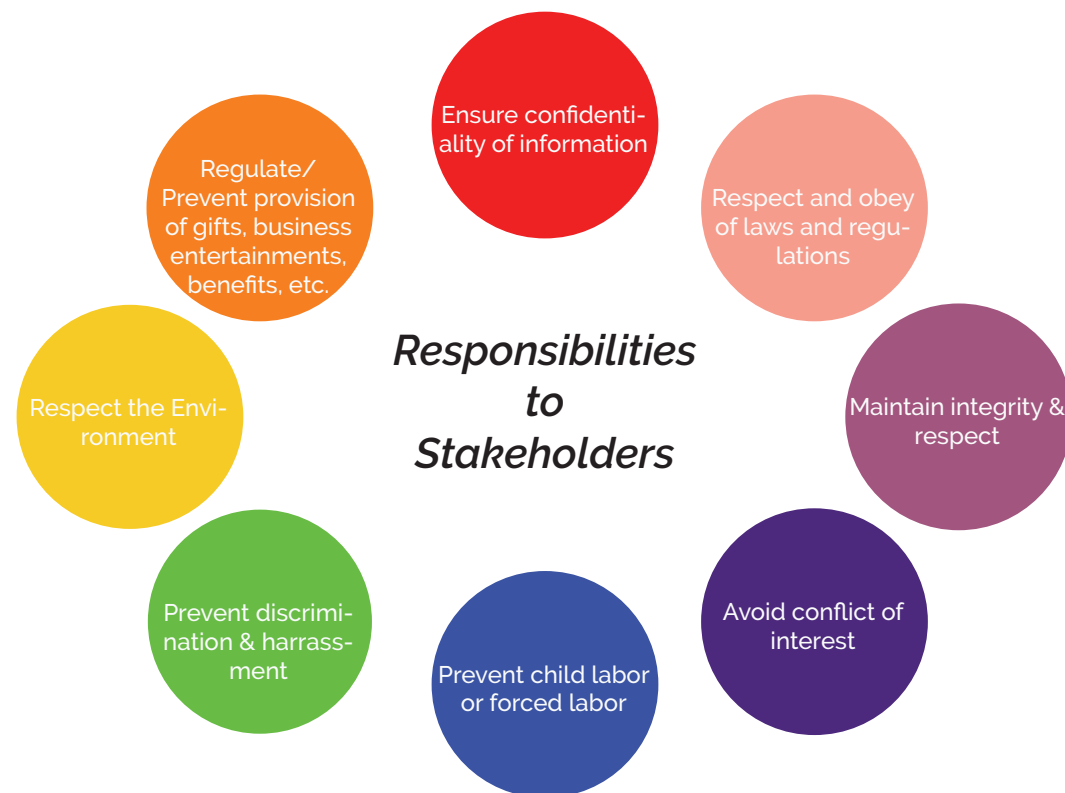 Ensure confidenti-
ality of information
Respect and obey
of laws and regu-
lations
Maintain integrity &
respect
Avoid conflict of
interest
Prevent child labor
or forced labor
Prevent discrimi-
nation & harrass-
ment
Respect the Envi-
ronment
Regulate/
Prevent provision
of gifts, business
entertainments,
benefits, etc.
Responsibilities
to
Stakeholders